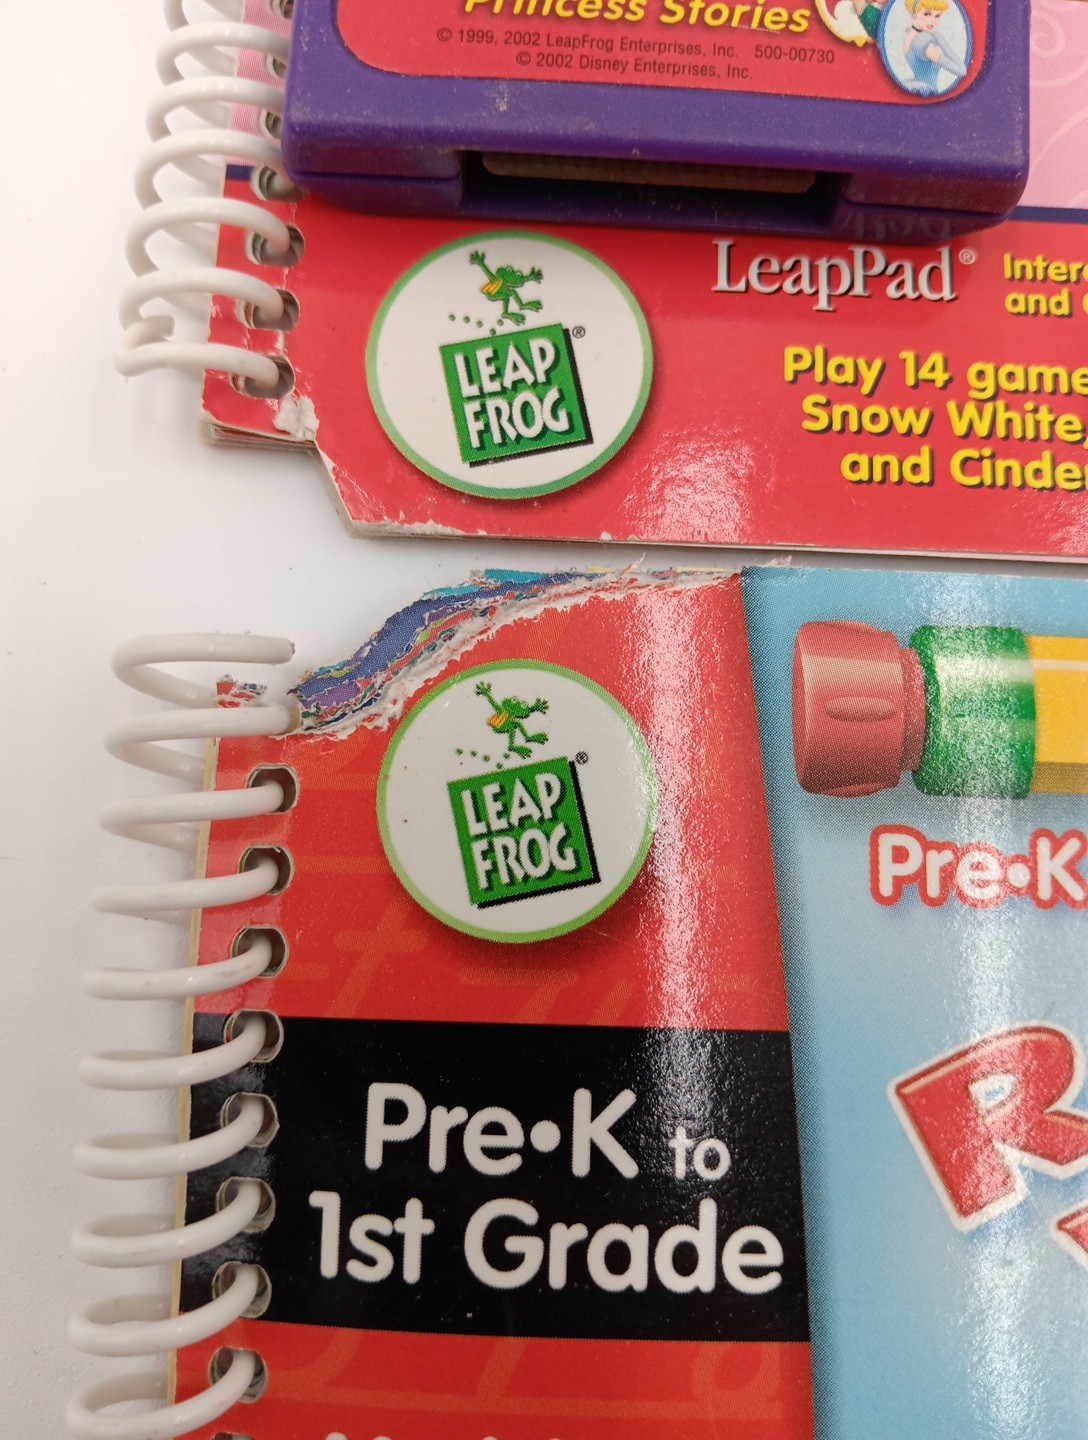 Princess Stories
© 1999, 2002 LeapFrog Enterprises, Inc. 500-00730
© 2002 Disney Enterprises, Inc.
LEAP
FROG®
LeapPad®
and
Play 14 game
Snow White,
and Cinde
LEAP
FROG®
Pre•K
R
Pre•K to
1st Grade